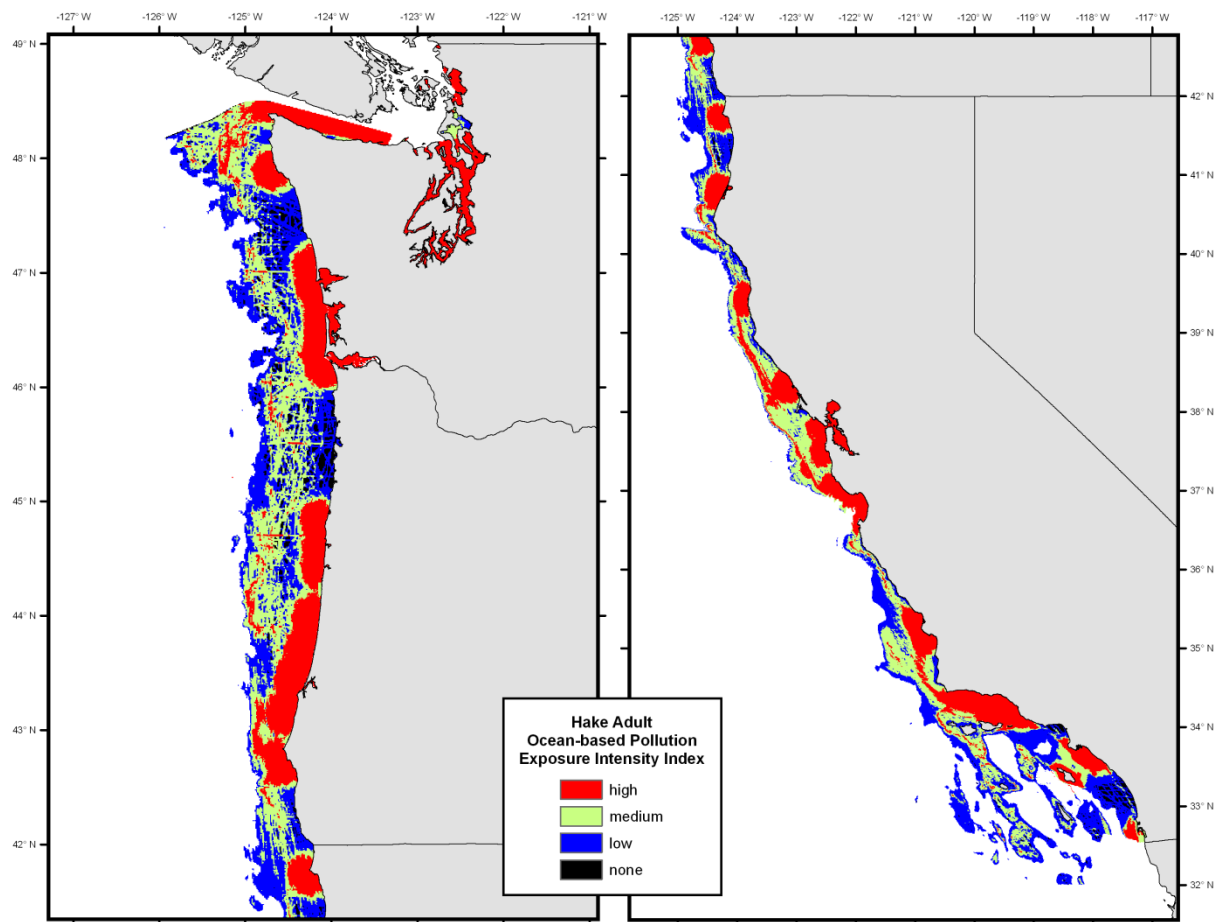 -127°W -126°W -125°W -124°W -123°W -122°W -121°W
-125°W -124°W -123°W -122°W -121°W -120°W -119°W -118°W -117°W
49° N
48° N
47° N
46° N
45° N
44° N
43° N
42° N
42° N
41° N
40° N
39° N
38° N
37° N
36° N
35° N
34° N
33° N
32° N
Hake Adult
Ocean-based Pollution
Exposure Intensity Index
high
medium
low
none